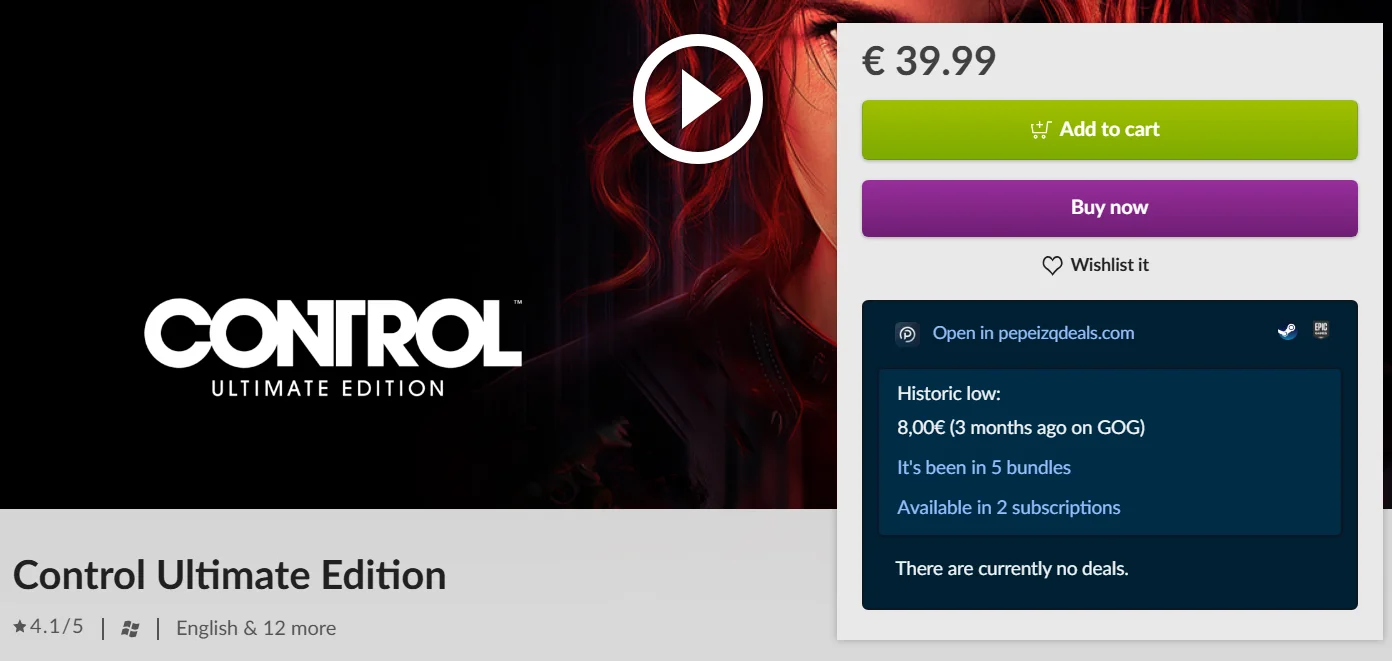 CONTROL™
ULTIMATE EDITION
€ 39.99
Add to cart
Buy now
Wishlist it
Open in pepeizqdeals.com
EPIC GAMES
Historic low:
8,00€ (3 months ago on GOG)
It's been in 5 bundles
Available in 2 subscriptions
There are currently no deals.
Control Ultimate Edition
4.1/5 | | English & 12 more